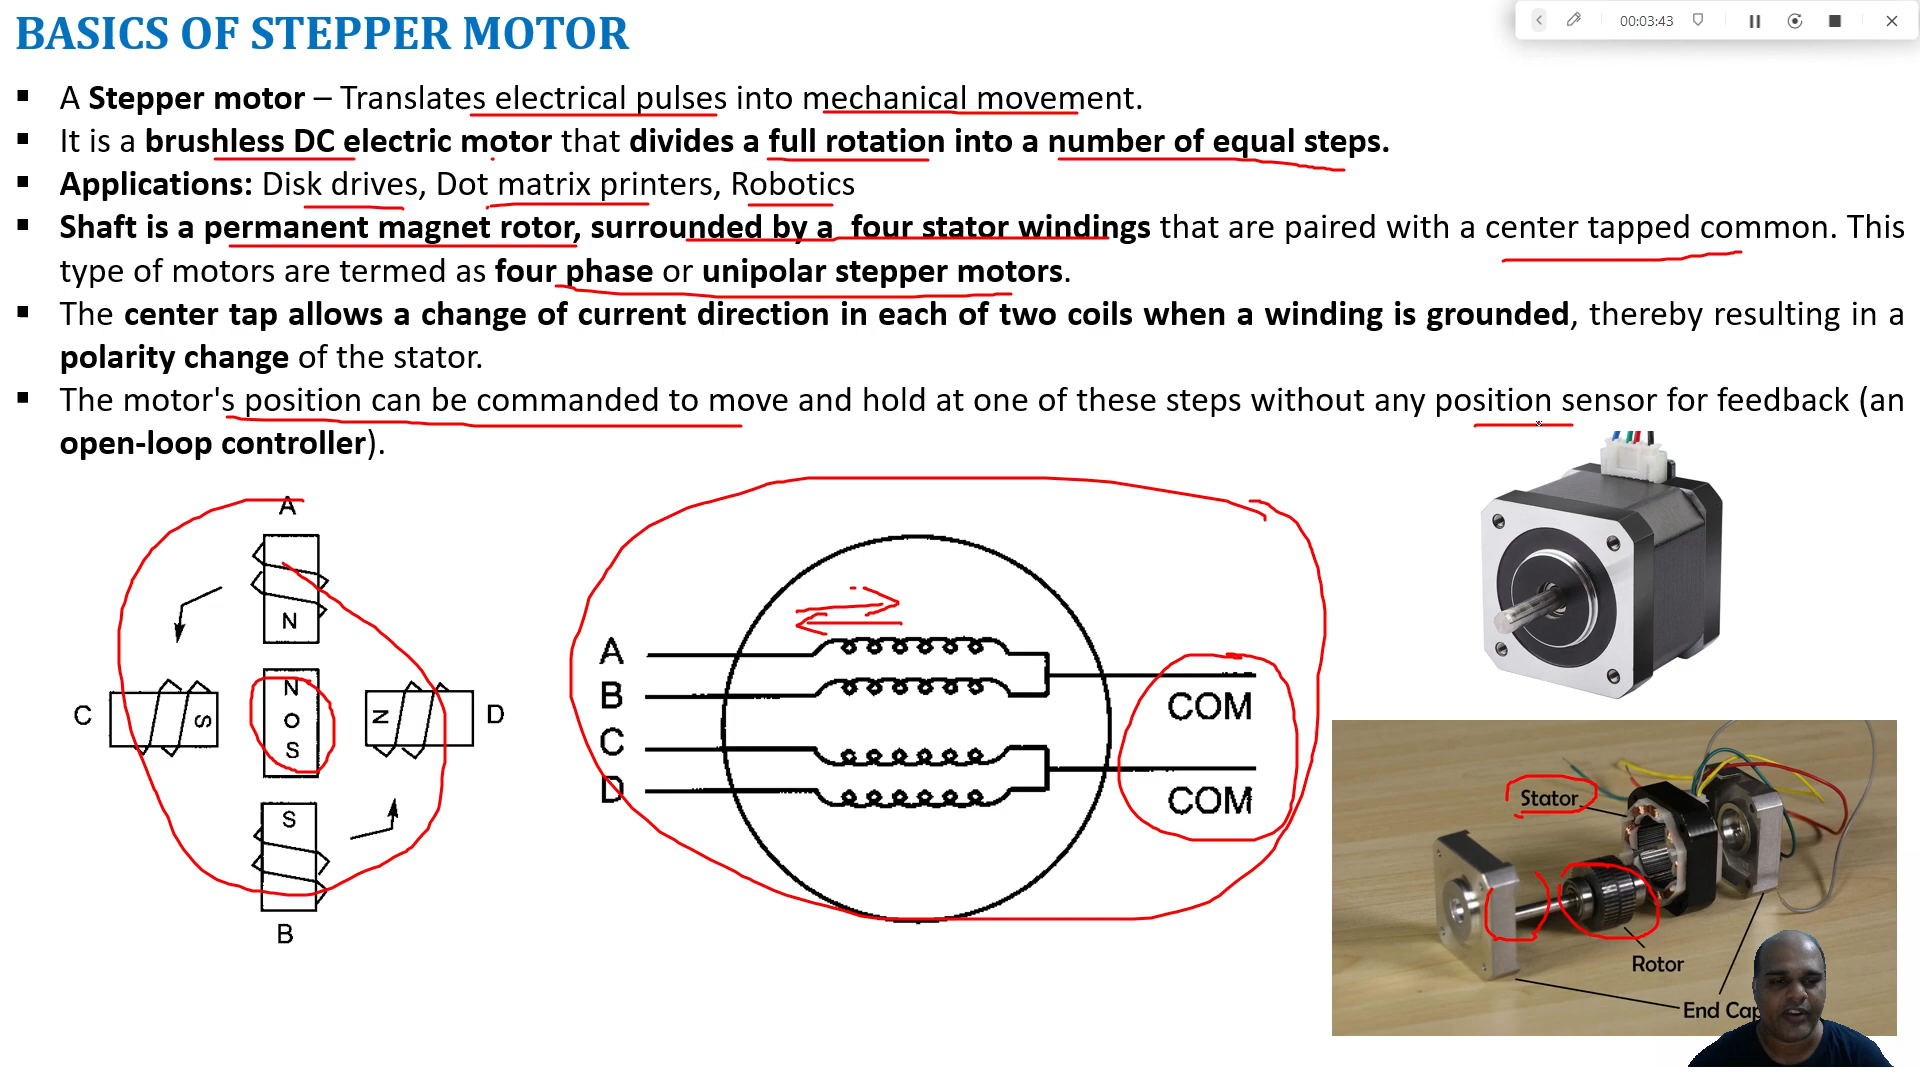 BASICS OF STEPPER MOTOR
00:03:43
▪ A Stepper motor – Translates electrical pulses into mechanical movement.
▪ It is a brushless DC electric motor that divides a full rotation into a number of equal steps.
▪ Applications: Disk drives, Dot matrix printers, Robotics
▪ Shaft is a permanent magnet rotor, surrounded by a four stator windings that are paired with a center tapped common. This
type of motors are termed as four phase or unipolar stepper motors.
▪ The center tap allows a change of current direction in each of two coils when a winding is grounded, thereby resulting in a
polarity change of the stator.
▪ The motor's position can be commanded to move and hold at one of these steps without any position sensor for feedback (an
open-loop controller).
A
N
C
S
N
O
S
N
D
S
B
A
B
COM
C
D
COM
Stator
Rotor
End Cap